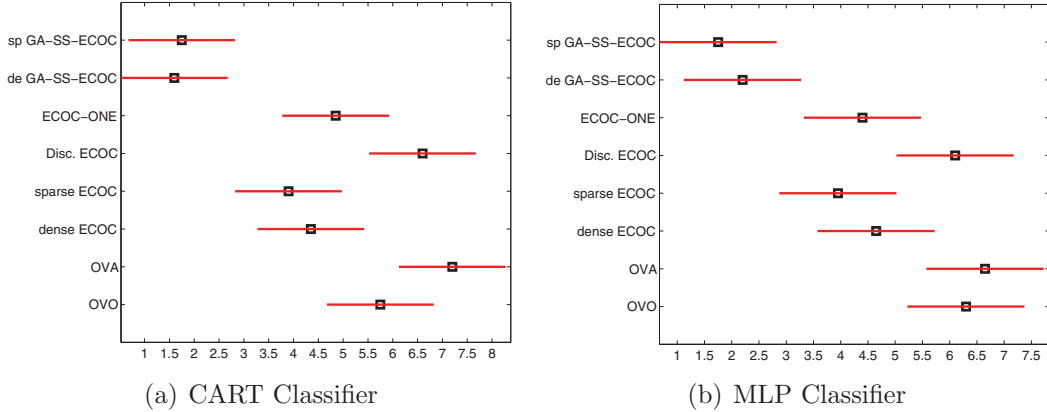 sp GA−SS−ECOC
de GA−SS−ECOC
ECOC−ONE
Disc. ECOC
sparse ECOC
dense ECOC
OVA
OVO
1 1.5 2 2.5 3 3.5 4 4.5 5 5.5 6 6.5 7 7.5 8
(a) CART Classifier
sp GA−SS−ECOC
de GA−SS−ECOC
ECOC−ONE
Disc. ECOC
sparse ECOC
dense ECOC
OVA
OVO
1 1.5 2 2.5 3 3.5 4 4.5 5 5.5 6 6.5 7 7.5
(b) MLP Classifier